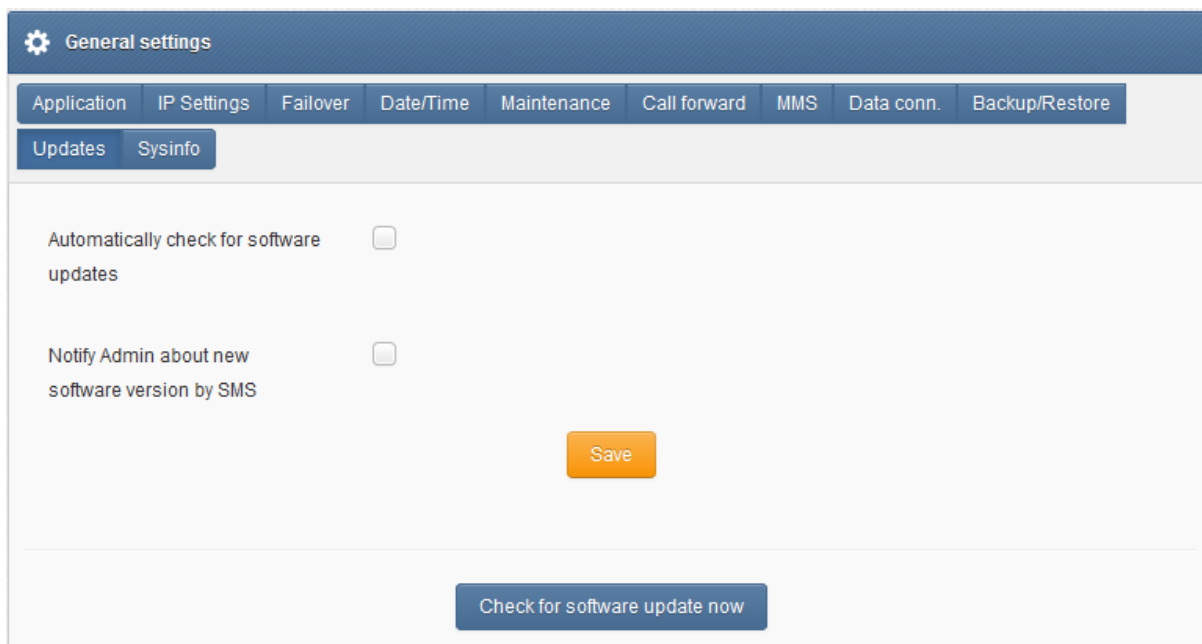 General settings
Application IP Settings Failover Date/Time Maintenance Call forward MMS Data conn. Backup/Restore
Updates Sysinfo
Automatically check for software
updates
Notify Admin about new
software version by SMS
Save
Check for software update now